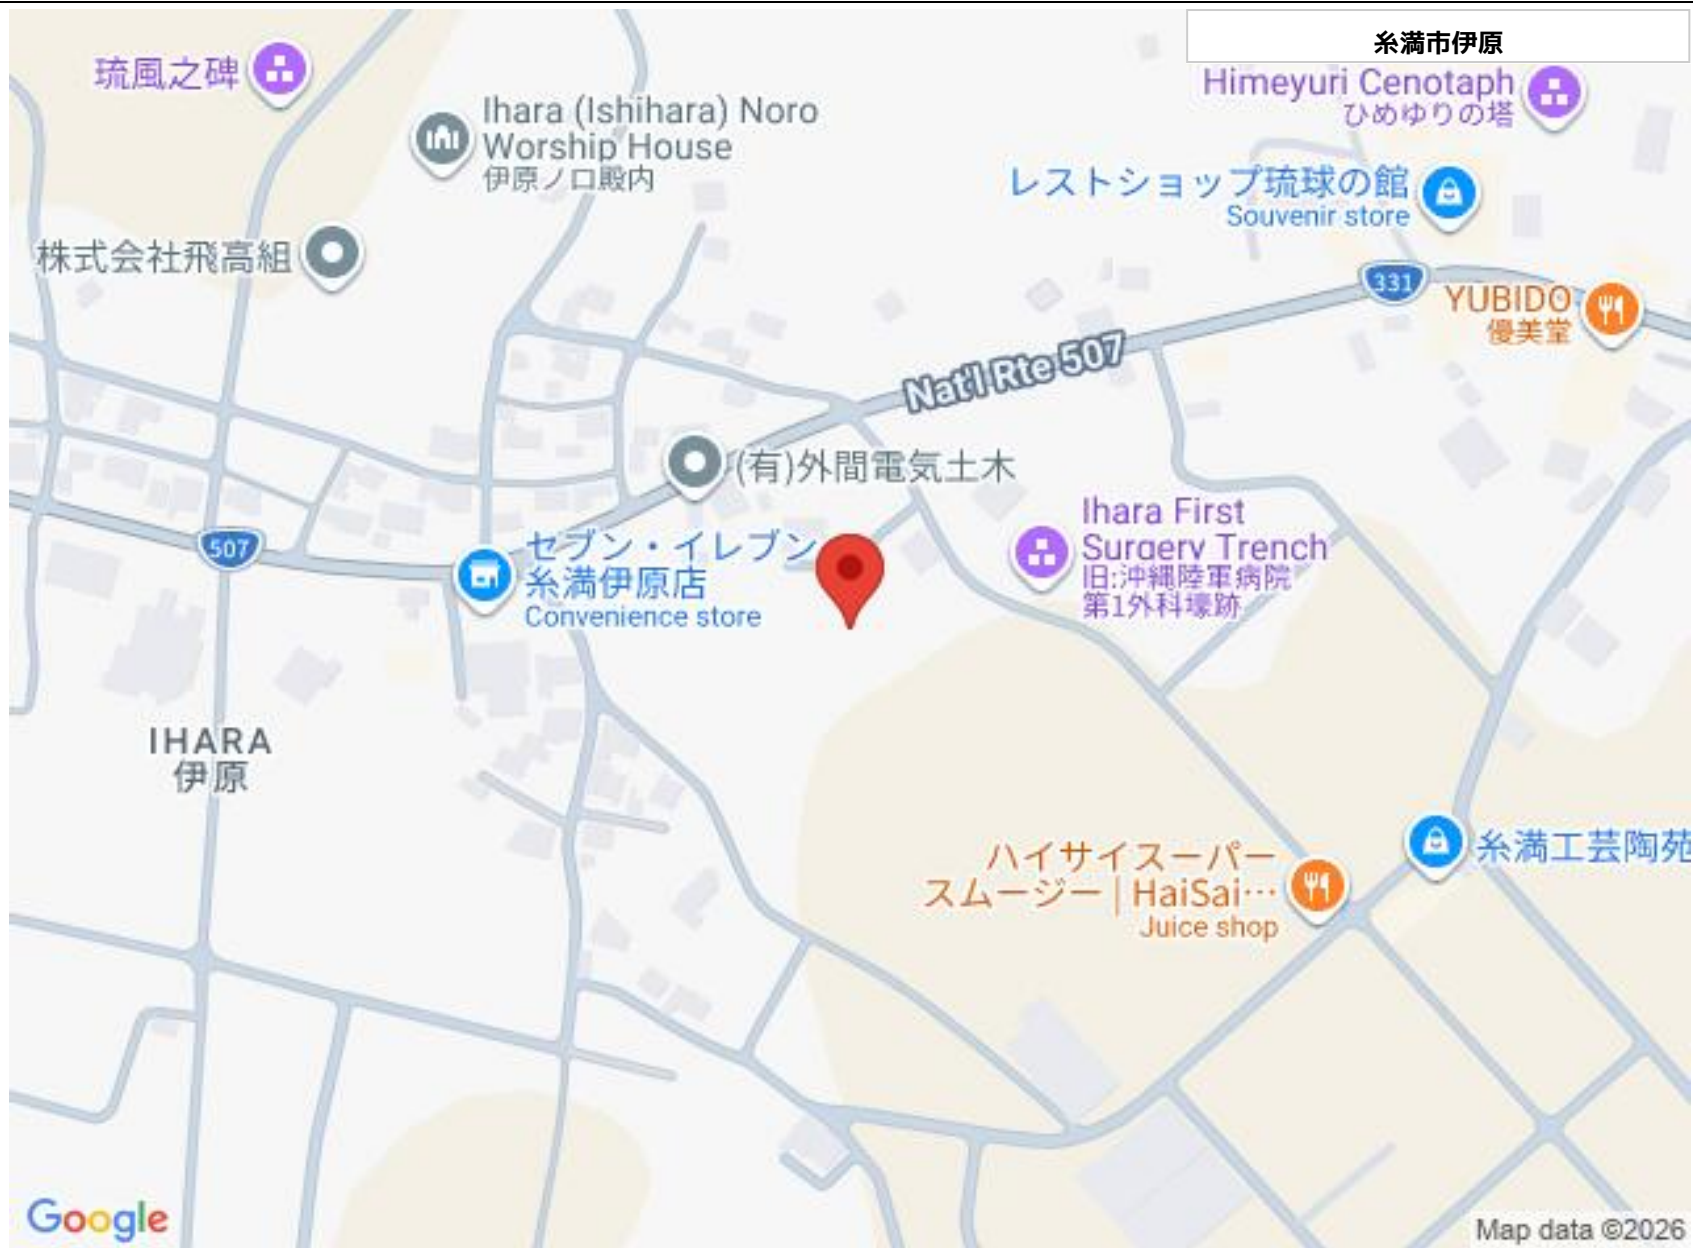 糸満市伊原
琉風之碑
Himeyuri Cenotaph
ひめゆりの塔
Ihara (Ishihara) Noro
Worship House
伊原ノロ殿内
レストショップ琉球の館
Souvenir store
株式会社飛高組
331
YUBIDO
優美堂
Nat'l Rte 507
(有)外間電気土木
Ihara First
Surgery Trench
旧:沖縄陸軍病院
第1外科壕跡
507
セブン・イレブン
糸満伊原店
Convenience store
IHARA
伊原
ハイサイスーパー
スムージー | HaiSai…
Juice shop
糸満工芸陶苑
Google
Map data ©2026